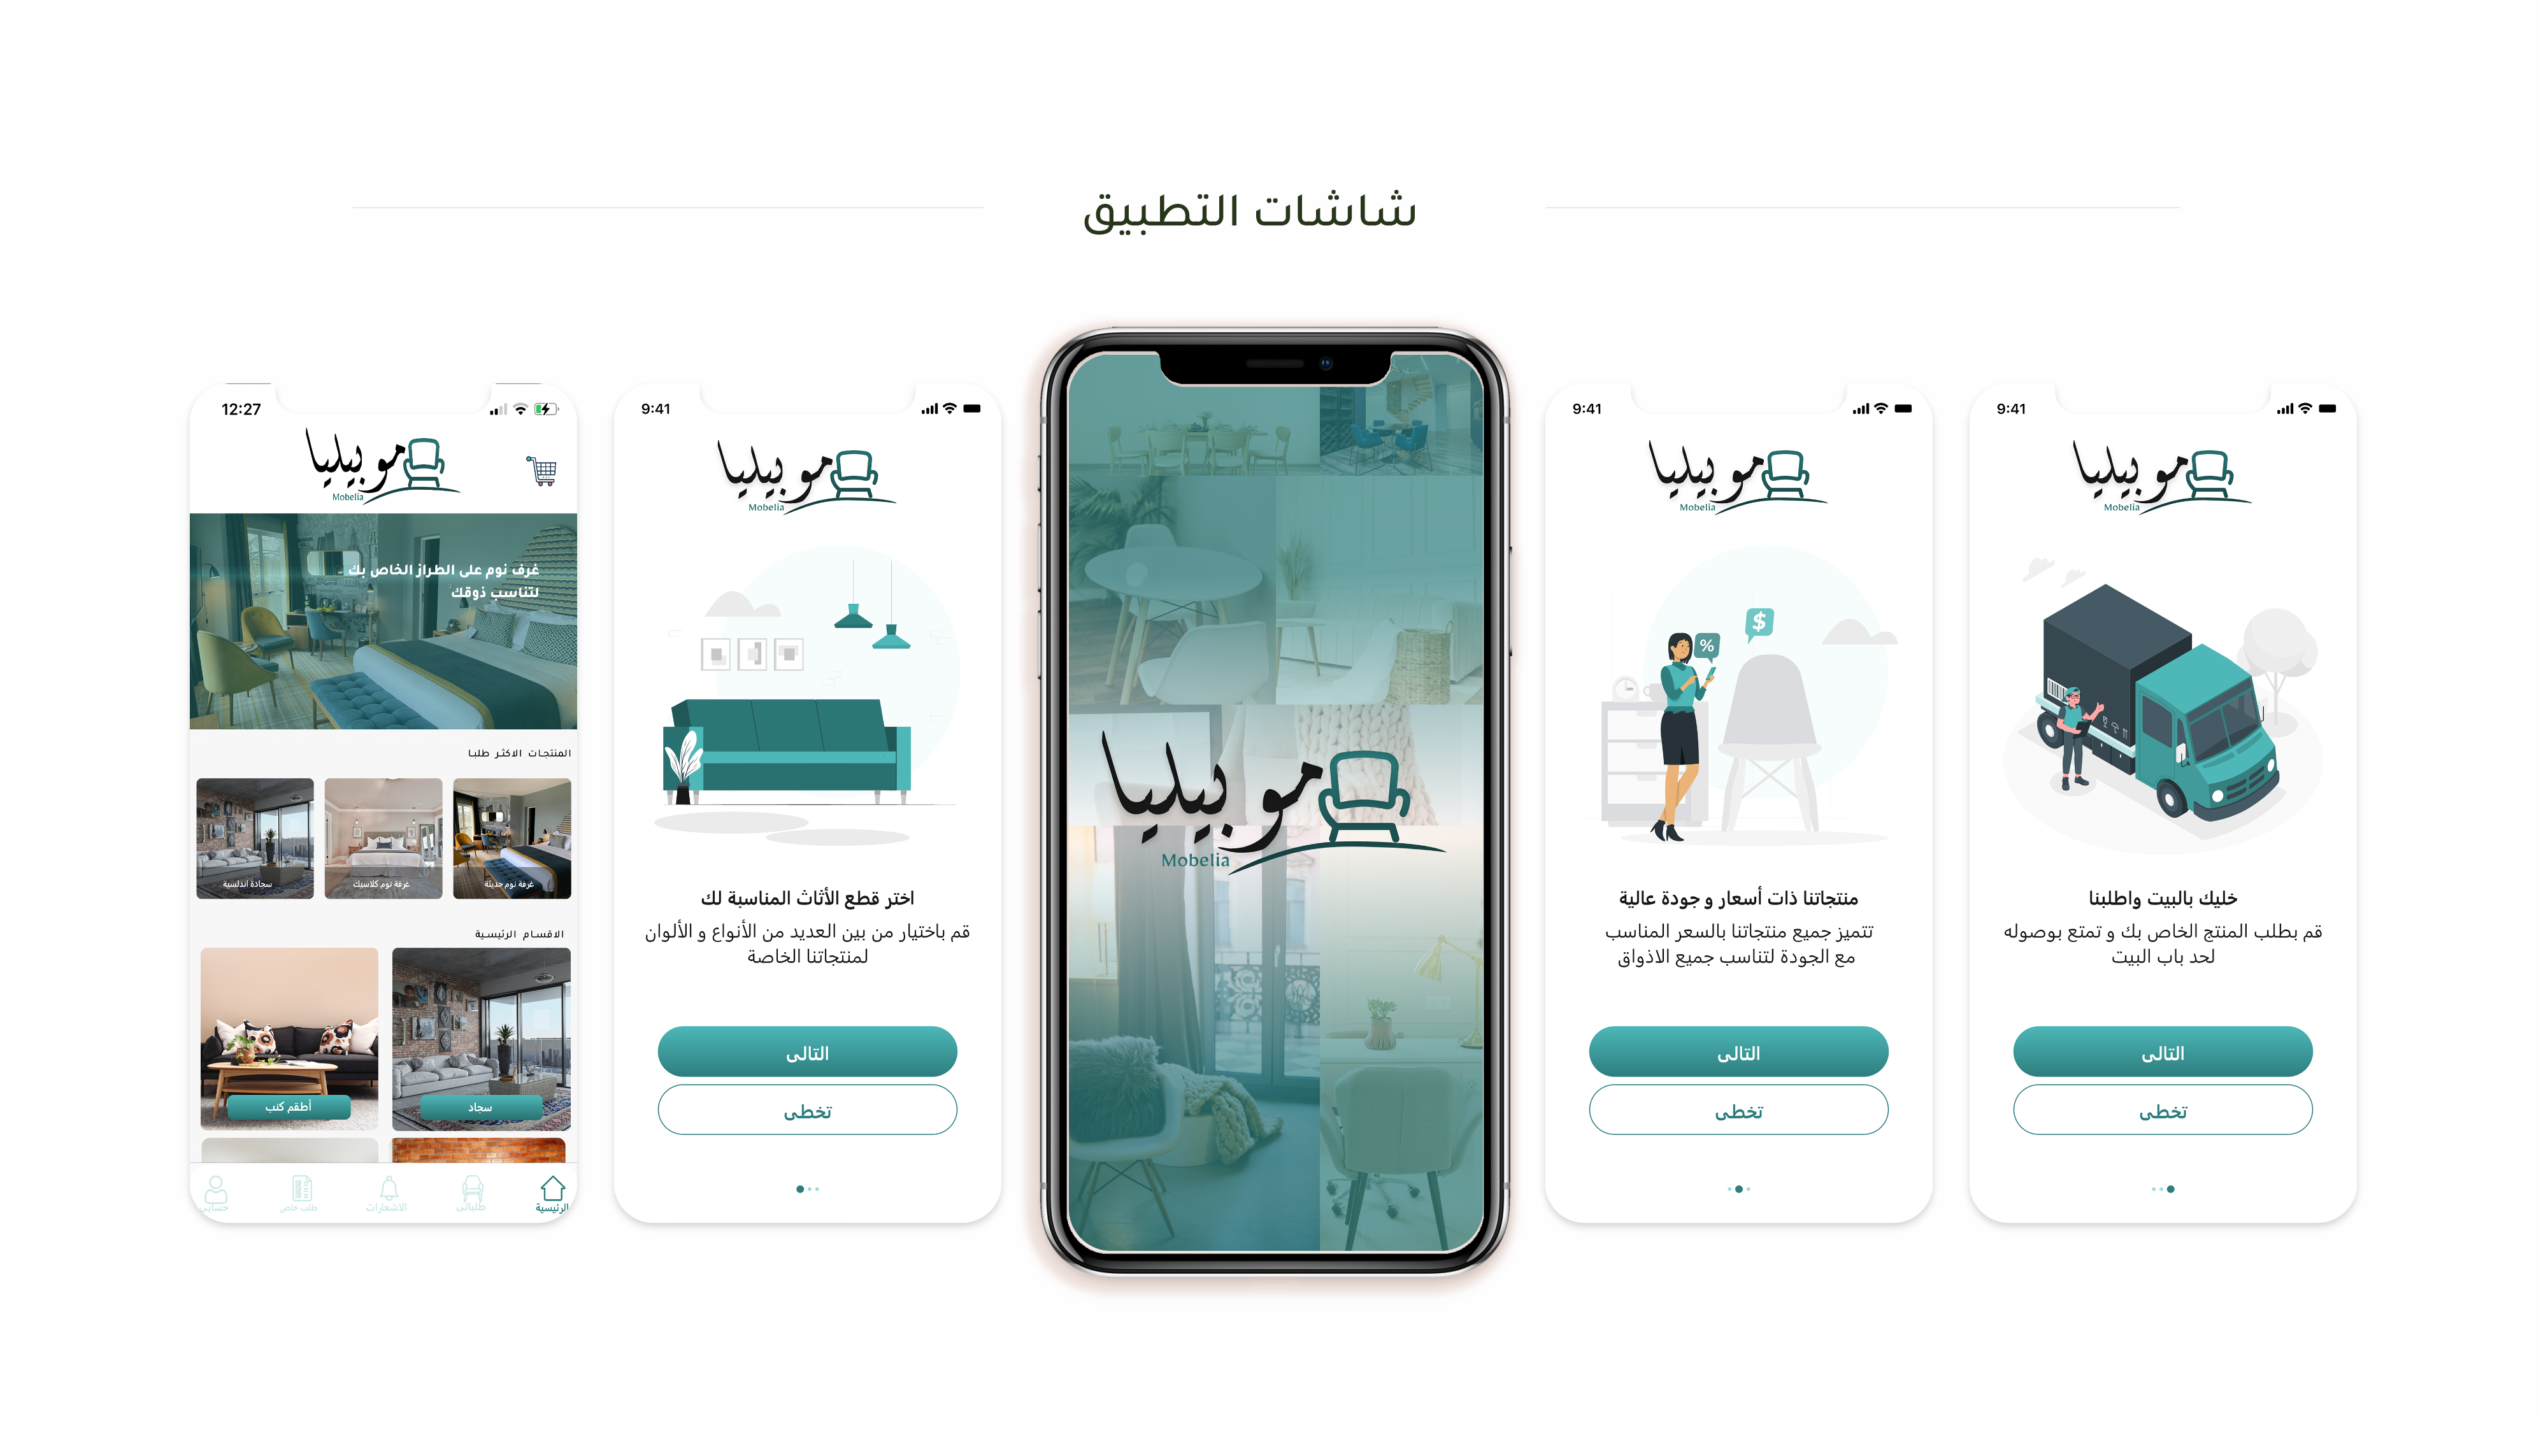 شاشات التطبيق
12:27
موبيليا
Mobelia
غرف نوم على الطراز الخاص بك
لتناسب ذوقك
المنتجات الاكثر طلبا
سجادة اندلسية
غرفة نوم كلاسيك
غرفة نوم حديثة
الاقسام الرئيسية
أطقم كنب
سجاد
حسابي
طلب خاص
الاشعارات
طلباتى
الرئيسية
9:41
موبيليا
Mobelia
اختر قطع الأثاث المناسبة لك
قم باختيار من بين العديد من الأنواع و الألوان
لمنتجاتنا الخاصة
التالى
تخطى
موبيليا
Mobelia
9:41
موبيليا
Mobelia
$
%
منتجاتنا ذات أسعار و جودة عالية
تتميز جميع منتجاتنا بالسعر المناسب
مع الجودة لتناسب جميع الاذواق
التالى
تخطى
9:41
موبيليا
Mobelia
خليك بالبيت واطلبنا
قم بطلب المنتج الخاص بك و تمتع بوصوله
لحد باب البيت
التالى
تخطى